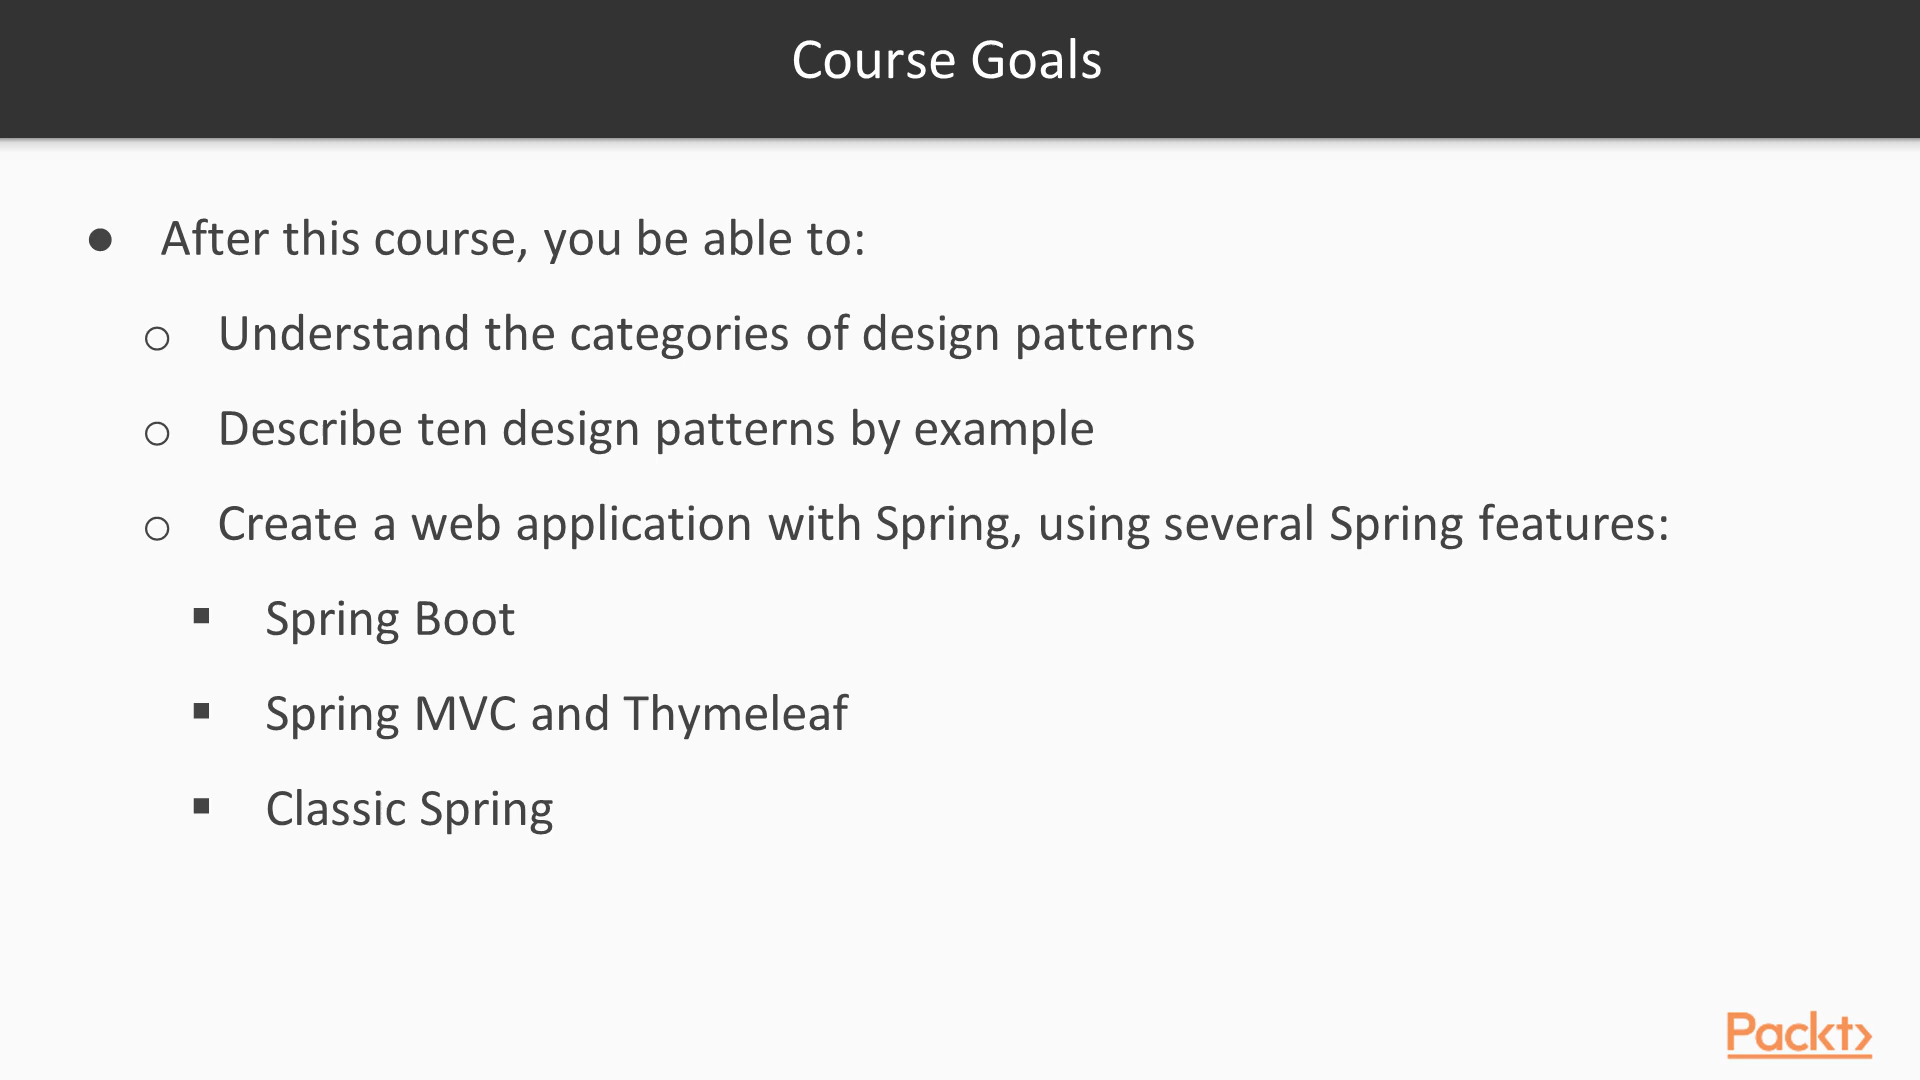 Course Goals
● After this course, you be able to:
o Understand the categories of design patterns
o Describe ten design patterns by example
o Create a web application with Spring, using several Spring features:
▪ Spring Boot
▪ Spring MVC and Thymeleaf
▪ Classic Spring
Packt>